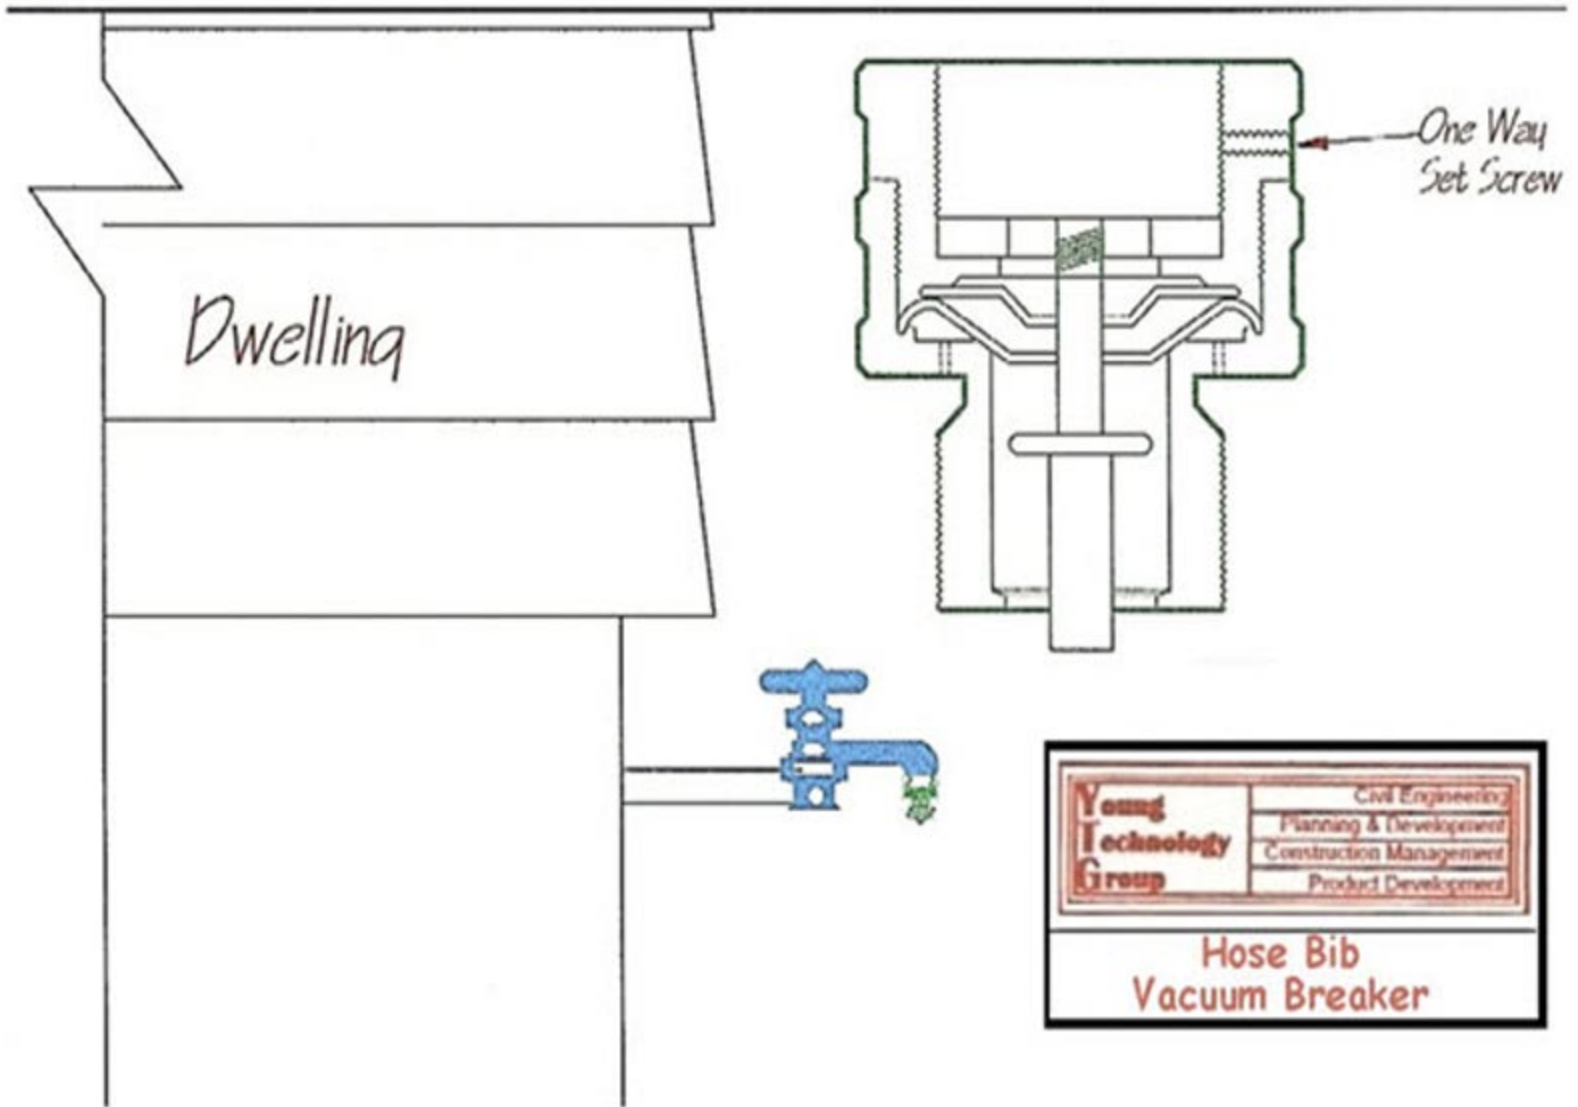 One Way
Set Screw
Dwelling
Young
Technology
Group
Civil Engineering
Planning & Development
Construction Management
Product Development
Hose Bib
Vacuum Breaker